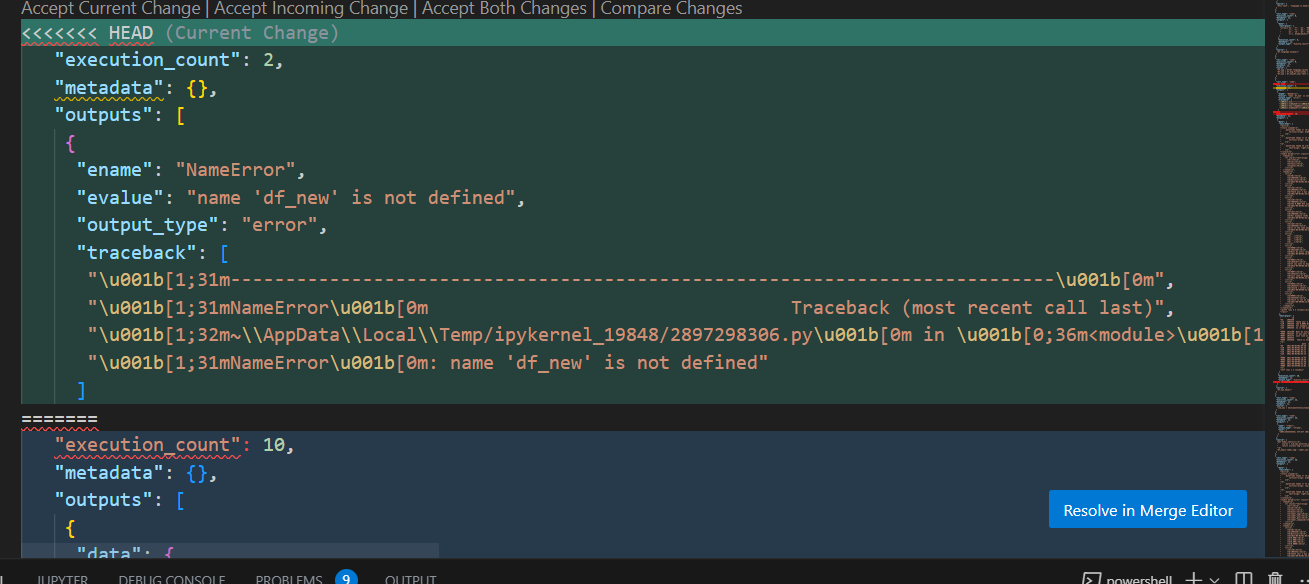 Accept Current Change | Accept Incoming Change | Accept Both Changes | Compare Changes
<<<<<<< HEAD (Current Change)
"execution_count": 2,
"metadata": {},
"outputs": [
{
"ename": "NameError",
"evalue": "name 'df_new' is not defined",
"output_type": "error",
"traceback": [
"\u001b[1;31m---------------------------------------------------------------------------\u001b[0m",
"\u001b[1;31mNameError\u001b[0m                                 Traceback (most recent call last)",
"\u001b[1;32m~\\AppData\\Local\\Temp/ipykernel_19848/2897298306.py\u001b[0m in \u001b[0;36m<module>\u001b[1
"\u001b[1;31mNameError\u001b[0m: name 'df_new' is not defined"
]
=======
"execution_count": 10,
"metadata": {},
"outputs": [
{
"data": {
Resolve in Merge Editor
JUPYTER DEBUG CONSOLE PROBLEMS 9 OUTPUT powershell